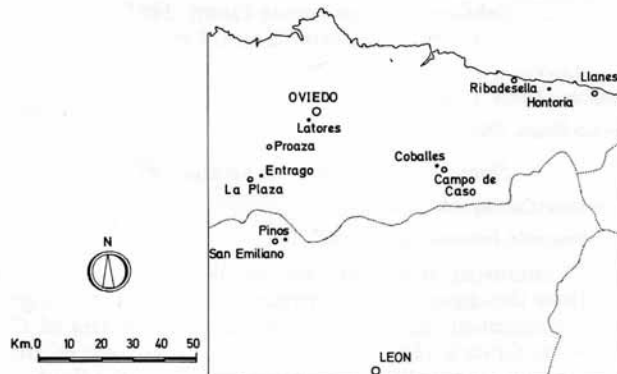 Llanes
Ribadesella
Hontoria
OVIEDO
Latores
Proaza
Coballes
Entrago
La Plaza
Campo de
Caso
Pinos
San Emiliano
N
Km. 0 10 20 30 40 50
LEON